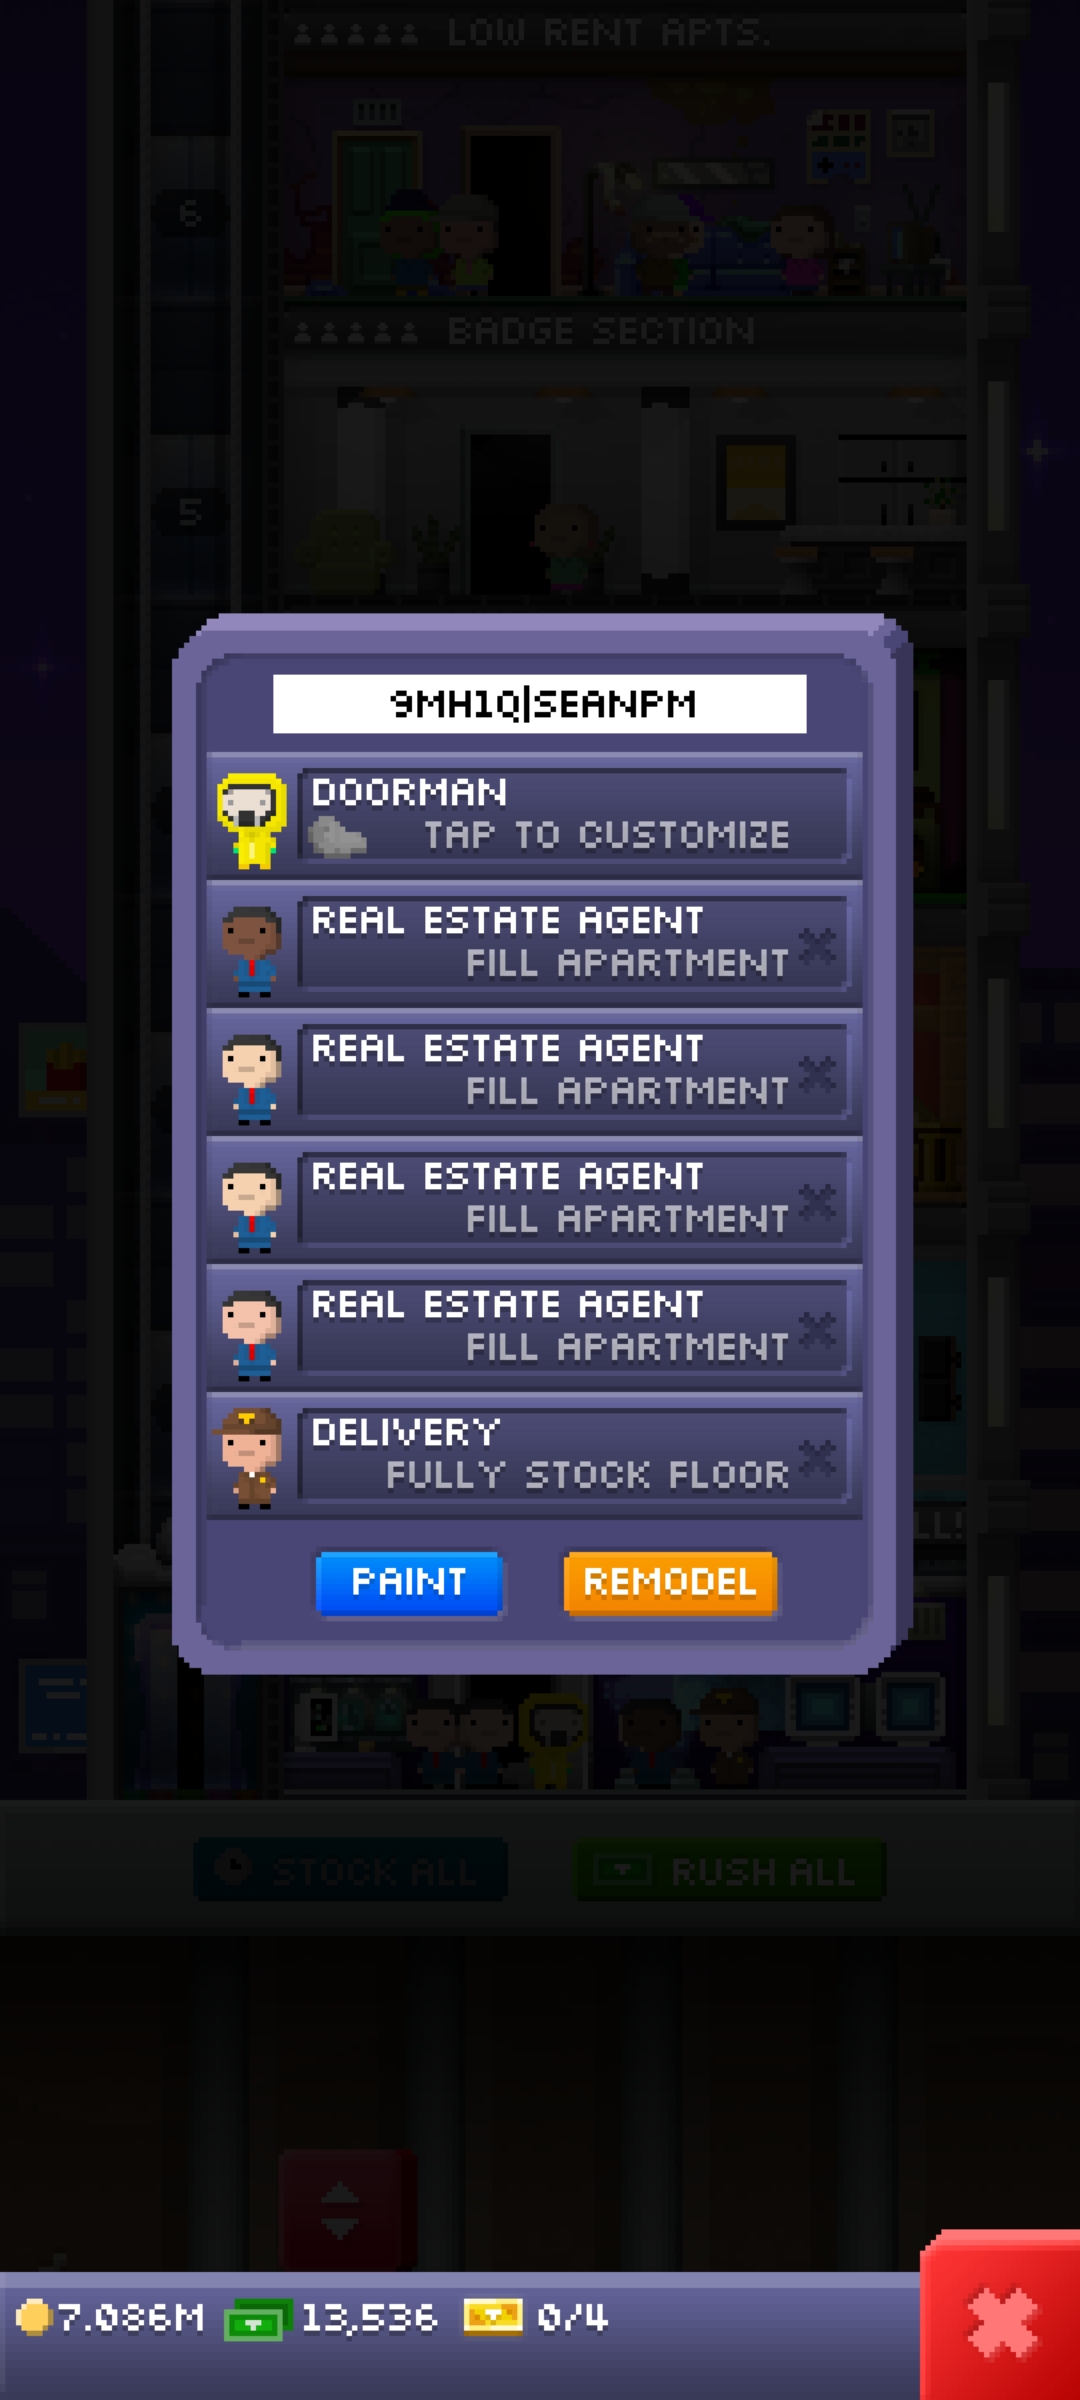 LOW RENT APTS.
6
BADGE SECTION
5
9MH1Q|SEANPM
DOORMAN
TAP TO CUSTOMIZE
REAL ESTATE AGENT
FILL APARTMENT
REAL ESTATE AGENT
FILL APARTMENT
REAL ESTATE AGENT
FILL APARTMENT
REAL ESTATE AGENT
FILL APARTMENT
DELIVERY
FULLY STOCK FLOOR
PAINT
REMODEL
STOCK ALL
RUSH ALL
7.086M
13,536
0/4